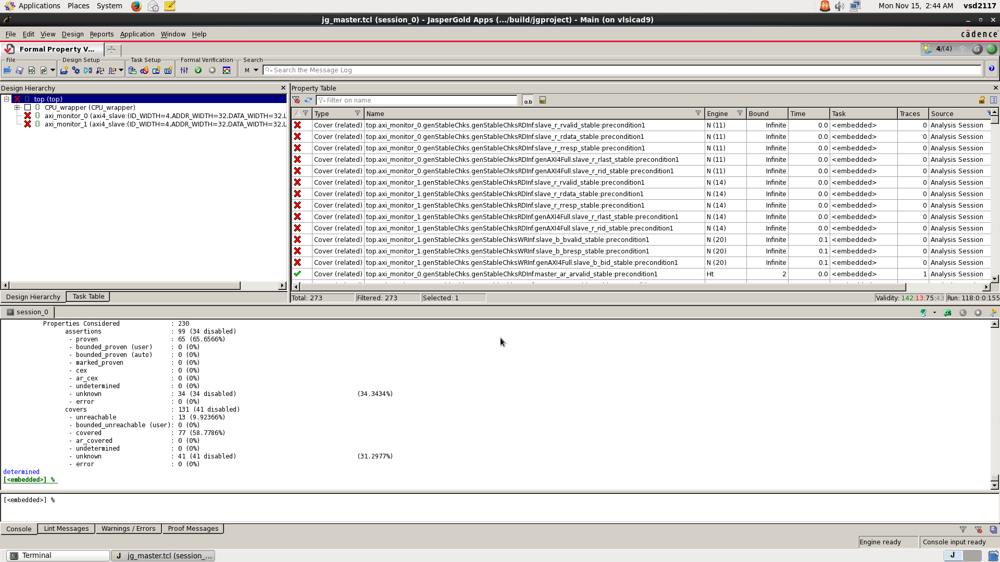 Applications Places System Mon Nov 15, 2:44 AM vsd2117
jg_master.tcl (session_0) - JasperGold Apps (.../build/jgproject) - Main (on vlsicad9)
File Edit View Design Reports Application Window Help cādence
Formal Property V... 4/(4)
File Design Setup Task Setup Formal Verification Search
M Search the Message Log
Design Hierarchy
top (top)
CPU_wrapper (CPU_wrapper)
axi_monitor_0 (axi4_slave:(ID_WIDTH=4,ADDR_WIDTH=32,DATA_WIDTH=32,L
axi_monitor_1 (axi4_slave:(ID_WIDTH=4,ADDR_WIDTH=32,DATA_WIDTH=32,L
Design Hierarchy Task Table
Property Table
Filter on name a.b
Type Name Engine Bound Time Task Traces Source
Cover (related) top.axi_monitor_0.genStableChks.genStableChksRDInf.slave_r_rvalid_stable:precondition1 N (11) Infinite 0.0 <embedded> 0 Analysis Session
Cover (related) top.axi_monitor_0.genStableChks.genStableChksRDInf.slave_r_rdata_stable:precondition1 N (11) Infinite 0.0 <embedded> 0 Analysis Session
Cover (related) top.axi_monitor_0.genStableChks.genStableChksRDInf.slave_r_rresp_stable:precondition1 N (11) Infinite 0.0 <embedded> 0 Analysis Session
Cover (related) top.axi_monitor_0.genStableChks.genStableChksRDInf.genAXI4Full.slave_r_rlast_stable:precondition1 N (11) Infinite 0.0 <embedded> 0 Analysis Session
Cover (related) top.axi_monitor_0.genStableChks.genStableChksRDInf.genAXI4Full.slave_r_rid_stable:precondition1 N (11) Infinite 0.0 <embedded> 0 Analysis Session
Cover (related) top.axi_monitor_1.genStableChks.genStableChksRDInf.slave_r_rvalid_stable:precondition1 N (14) Infinite 0.0 <embedded> 0 Analysis Session
Cover (related) top.axi_monitor_1.genStableChks.genStableChksRDInf.slave_r_rdata_stable:precondition1 N (14) Infinite 0.0 <embedded> 0 Analysis Session
Cover (related) top.axi_monitor_1.genStableChks.genStableChksRDInf.slave_r_rresp_stable:precondition1 N (14) Infinite 0.0 <embedded> 0 Analysis Session
Cover (related) top.axi_monitor_1.genStableChks.genStableChksRDInf.genAXI4Full.slave_r_rlast_stable:precondition1 N (14) Infinite 0.0 <embedded> 0 Analysis Session
Cover (related) top.axi_monitor_1.genStableChks.genStableChksRDInf.genAXI4Full.slave_r_rid_stable:precondition1 N (14) Infinite 0.0 <embedded> 0 Analysis Session
Cover (related) top.axi_monitor_1.genStableChks.genStableChksWRInf.slave_b_bvalid_stable:precondition1 N (20) Infinite 0.1 <embedded> 0 Analysis Session
Cover (related) top.axi_monitor_1.genStableChks.genStableChksWRInf.slave_b_bresp_stable:precondition1 N (20) Infinite 0.1 <embedded> 0 Analysis Session
Cover (related) top.axi_monitor_1.genStableChks.genStableChksWRInf.genAXI4Full.slave_b_bid_stable:precondition1 N (20) Infinite 0.1 <embedded> 0 Analysis Session
Cover (related) top.axi_monitor_0.genStableChks.genStableChksRDInf.master_ar_arvalid_stable:precondition1 Ht 2 0.0 <embedded> 1 Analysis Session
Total: 273 Filtered: 273 Selected: 1 Validity: 142:13:75:43 Run: 118:0:0:155
session_0
Properties Considered : 230
assertions : 99 (34 disabled)
- proven : 65 (65.6566%)
- bounded_proven (user) : 0 (0%)
- bounded_proven (auto) : 0 (0%)
- marked_proven : 0 (0%)
- cex : 0 (0%)
- ar_cex : 0 (0%)
- undetermined : 0 (0%)
- unknown : 34 (34 disabled) (34.3434%)
- error : 0 (0%)
covers : 131 (41 disabled)
- unreachable : 13 (9.92366%)
- bounded_unreachable (user): 0 (0%)
- covered : 77 (58.7786%)
- ar_covered : 0 (0%)
- undetermined : 0 (0%)
- unknown : 41 (41 disabled) (31.2977%)
- error : 0 (0%)
determined
[<embedded>] %
[<embedded>] %
Console Lint Messages Warnings / Errors Proof Messages
Engine ready Console input ready
Terminal jg_master.tcl (session_...